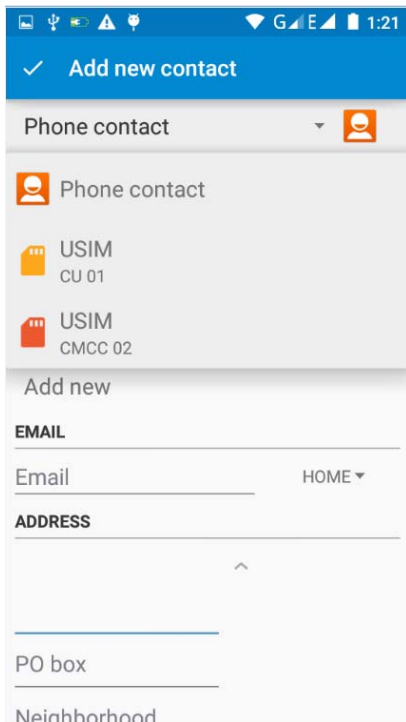 G E 1:21
Add new contact
Phone contact
Phone contact
USIM
CU 01
USIM
CMCC 02
Add new
EMAIL
Email HOME
ADDRESS
PO box
Neighborhood